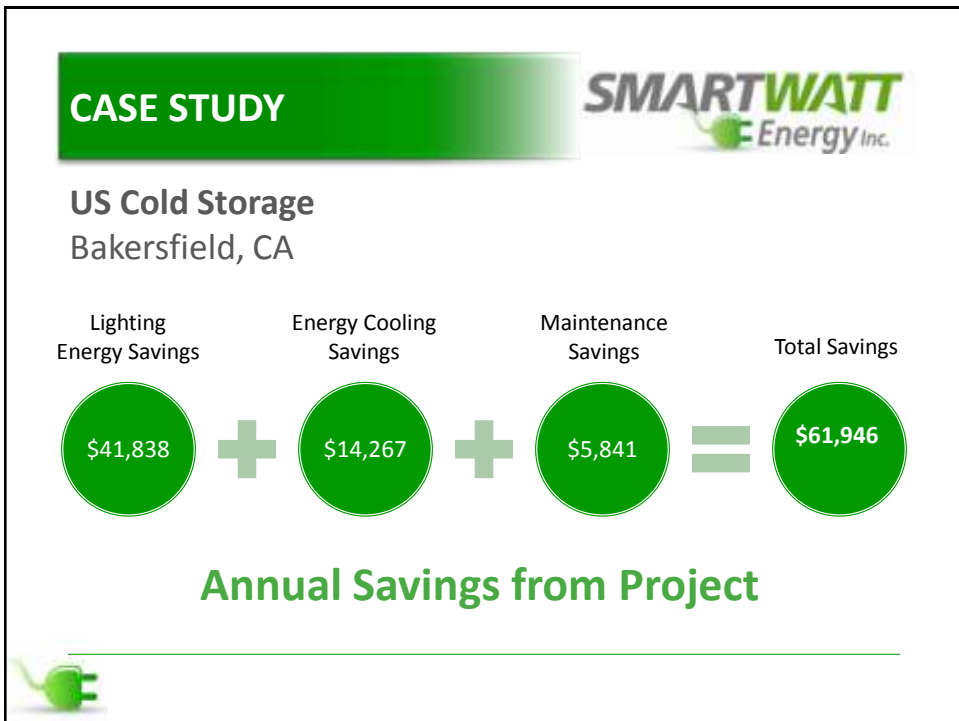 CASE STUDY
SMARTWATT
Energy Inc.
US Cold Storage
Bakersfield, CA
Lighting
Energy Savings
Energy Cooling
Savings
Maintenance
Savings
Total Savings
$41,838
$14,267
$5,841
$61,946
Annual Savings from Project